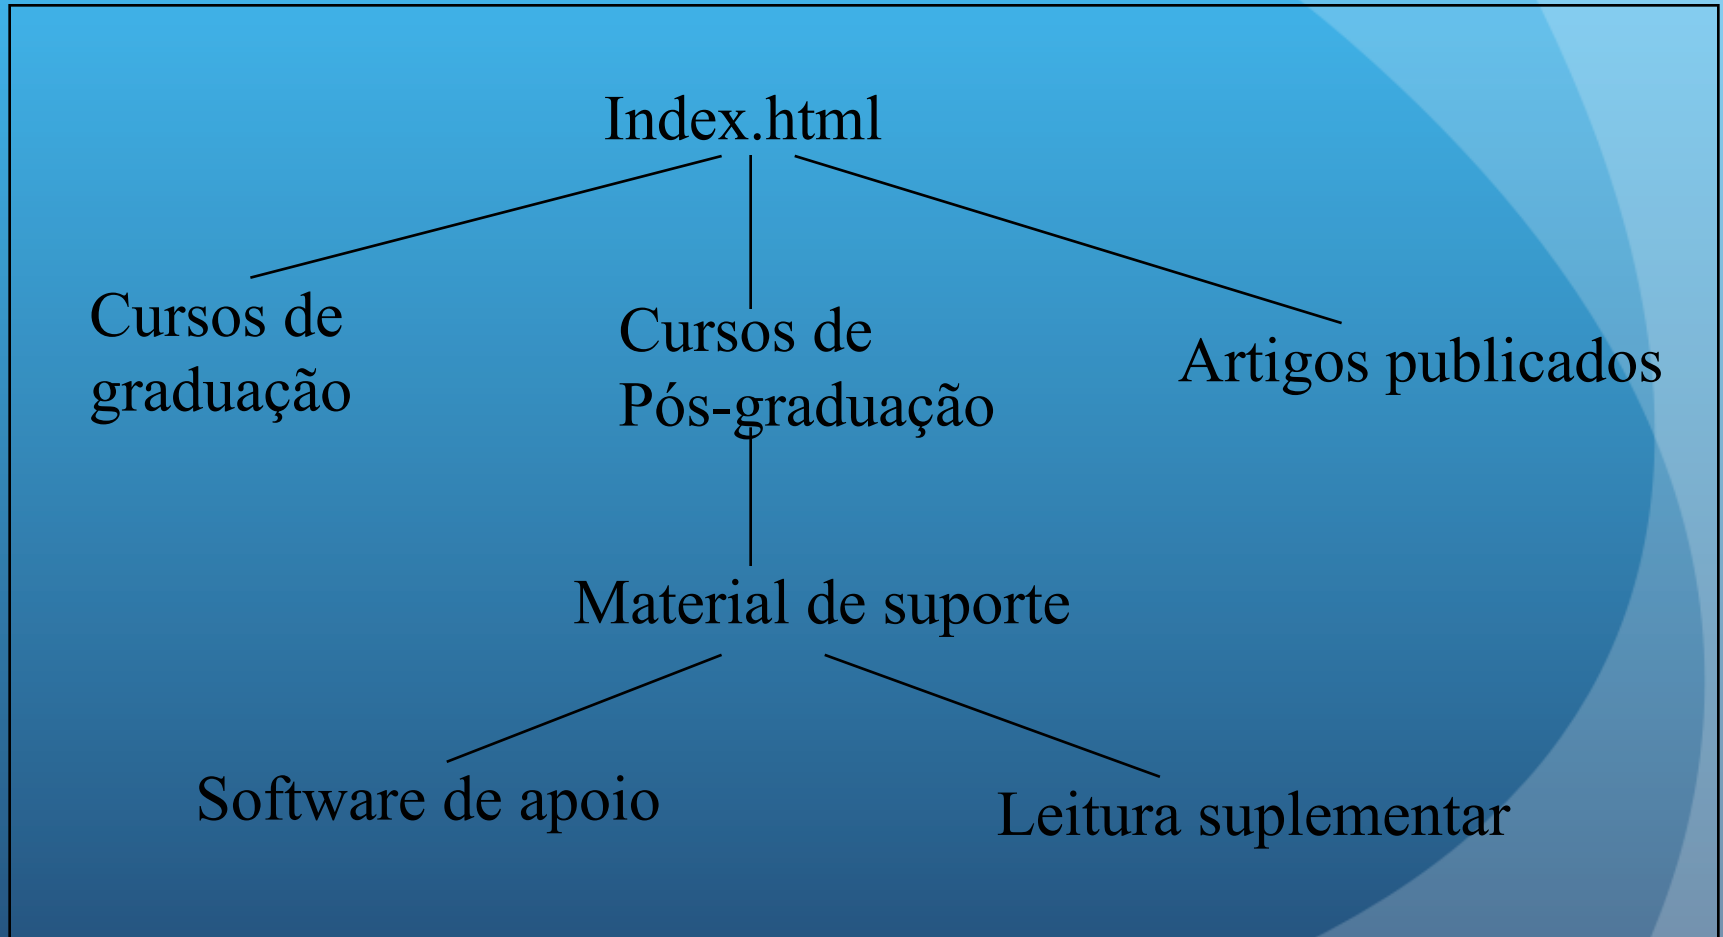 Index.html
Cursos de
graduação
Cursos de
Pós-graduação
Artigos publicados
Material de suporte
Software de apoio
Leitura suplementar